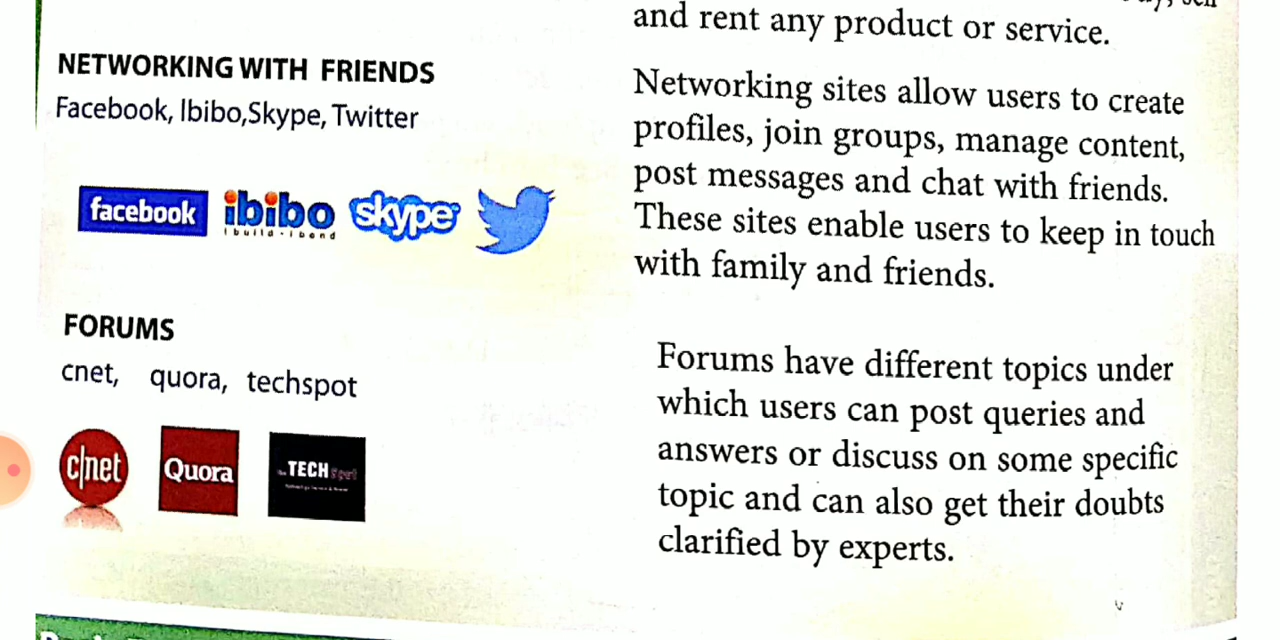 and rent any product or service.
NETWORKING WITH FRIENDS
Facebook, Ibibo,Skype, Twitter
facebook ibibo skype
ibuild·ibond
Networking sites allow users to create
profiles, join groups, manage content,
post messages and chat with friends.
These sites enable users to keep in touch
with family and friends.
FORUMS
cnet, quora, techspot
c|net Quora TECH
Forums have different topics under
which users can post queries and
answers or discuss on some specific
topic and can also get their doubts
clarified by experts.